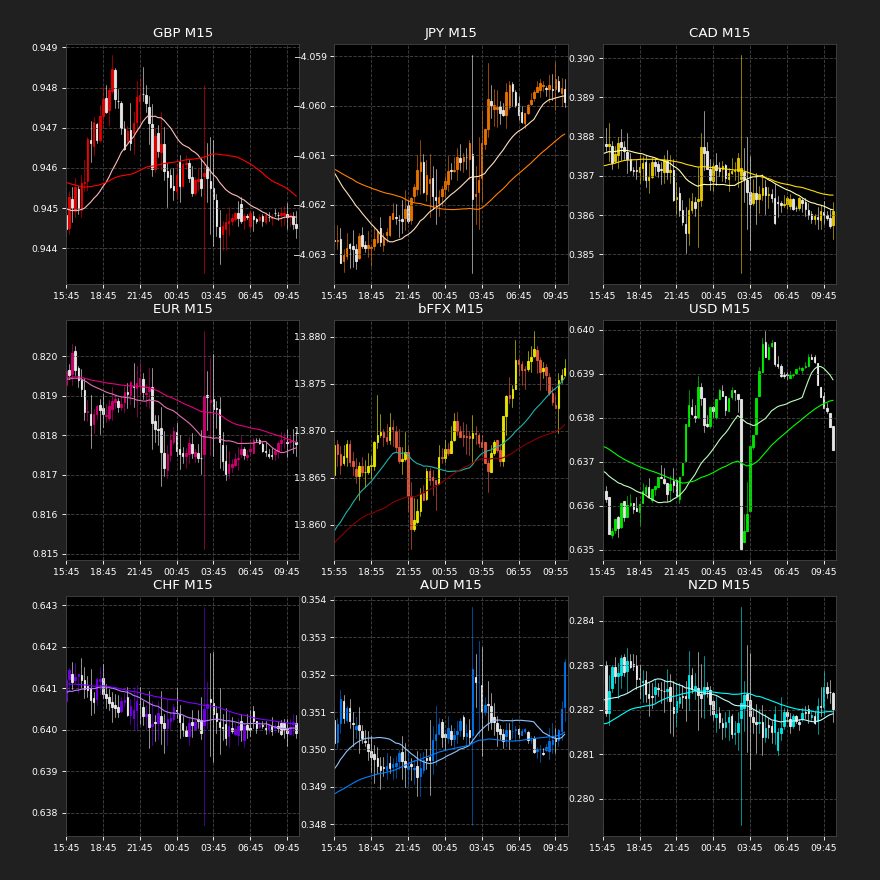 GBP M15
JPY M15
CAD M15
0.949
0.948
0.947
0.946
0.945
0.944
15:45 18:45 21:45 00:45 03:45 06:45 09:45
−4.059
−4.060
−4.061
−4.062
−4.063
15:45 18:45 21:45 00:45 03:45 06:45 09:45
0.390
0.389
0.388
0.387
0.386
0.385
15:45 18:45 21:45 00:45 03:45 06:45 09:45
EUR M15
bFFX M15
USD M15
0.820
0.819
0.818
0.817
0.816
0.815
15:45 18:45 21:45 00:45 03:45 06:45 09:45
13.880
13.875
13.870
13.865
13.860
15:55 18:55 21:55 00:55 03:55 06:55 09:55
0.640
0.639
0.638
0.637
0.636
0.635
15:45 18:45 21:45 00:45 03:45 06:45 09:45
CHF M15
AUD M15
NZD M15
0.643
0.642
0.641
0.640
0.639
0.638
15:45 18:45 21:45 00:45 03:45 06:45 09:45
0.354
0.353
0.352
0.351
0.350
0.349
0.348
15:45 18:45 21:45 00:45 03:45 06:45 09:45
0.284
0.283
0.282
0.281
0.280
15:45 18:45 21:45 00:45 03:45 06:45 09:45